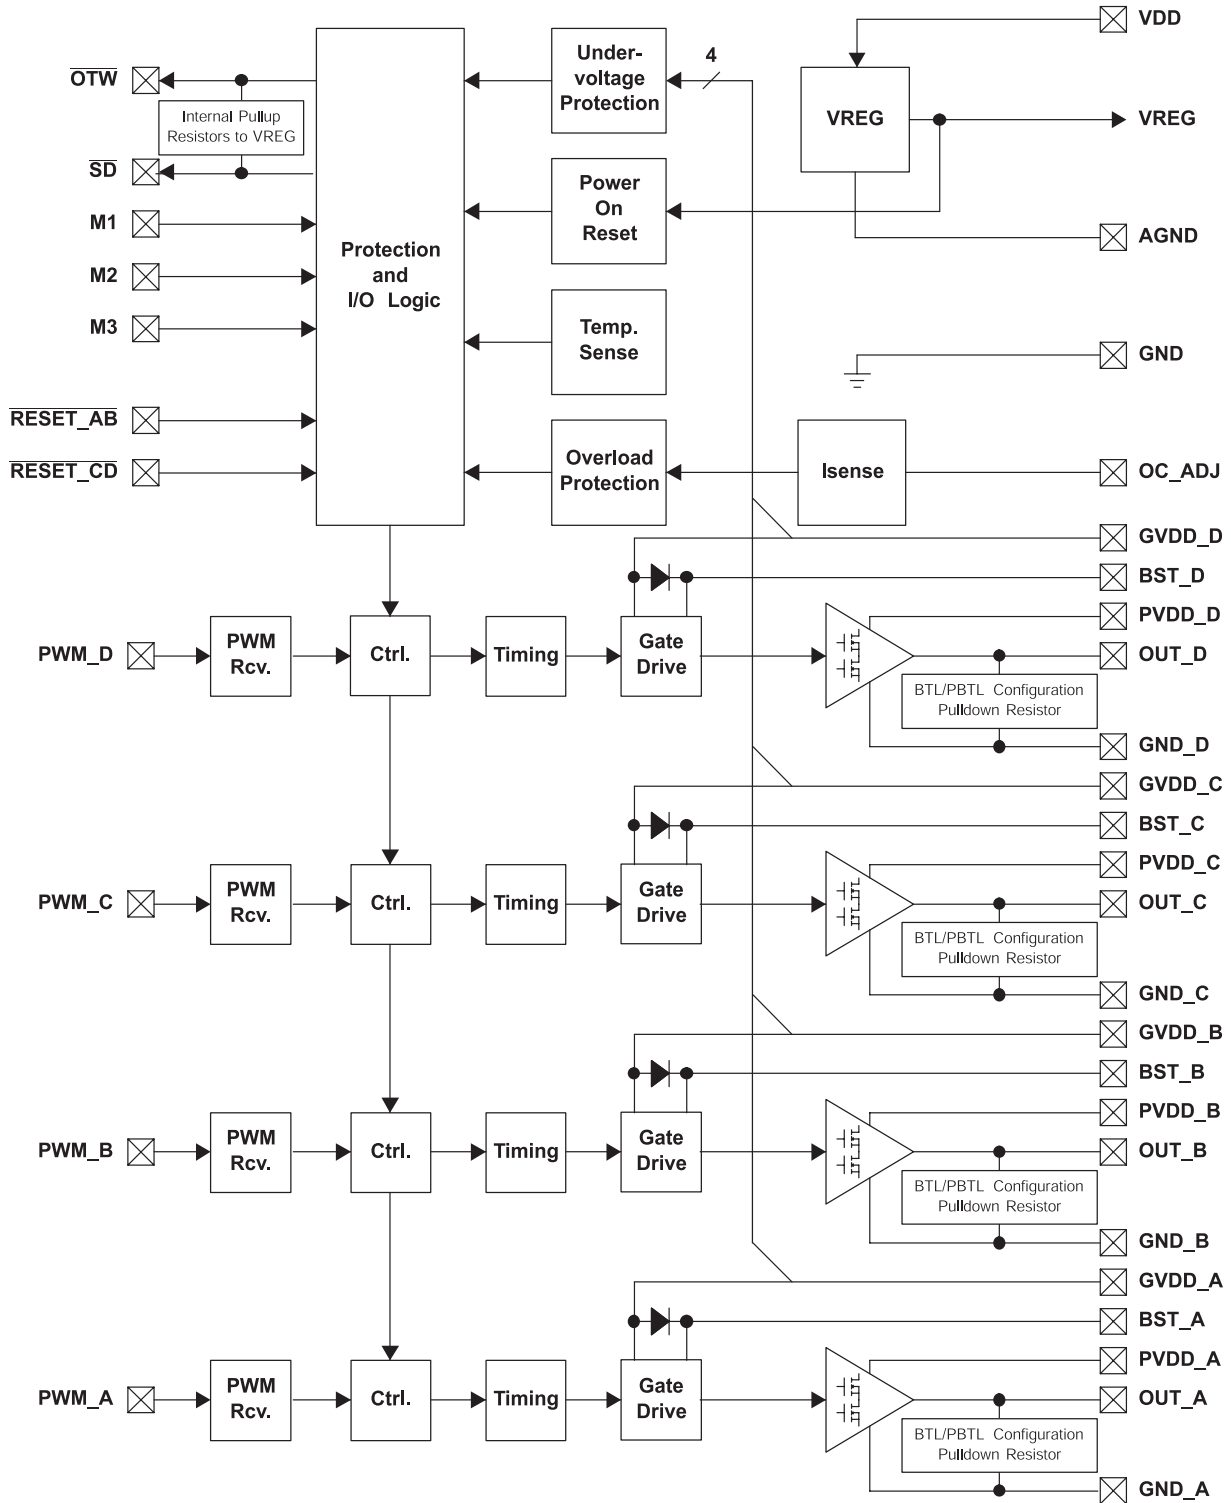 VDD
Under-
voltage
Protection
4
OTW
Internal Pullup
Resistors to VREG
VREG
VREG
SD
Power
On
Reset
M1
AGND
Protection
and
I/O Logic
M2
M3
Temp.
Sense
GND
RESET_AB
RESET_CD
Overload
Protection
Isense
OC_ADJ
GVDD_D
BST_D
PVDD_D
PWM_D
PWM
Rcv.
Ctrl.
Timing
Gate
Drive
OUT_D
BTL/PBTL Configuration
Pulldown Resistor
GND_D
GVDD_C
BST_C
PVDD_C
PWM_C
PWM
Rcv.
Ctrl.
Timing
Gate
Drive
OUT_C
BTL/PBTL Configuration
Pulldown Resistor
GND_C
GVDD_B
BST_B
PVDD_B
PWM_B
PWM
Rcv.
Ctrl.
Timing
Gate
Drive
OUT_B
BTL/PBTL Configuration
Pulldown Resistor
GND_B
GVDD_A
BST_A
PVDD_A
PWM_A
PWM
Rcv.
Ctrl.
Timing
Gate
Drive
OUT_A
BTL/PBTL Configuration
Pulldown Resistor
GND_A